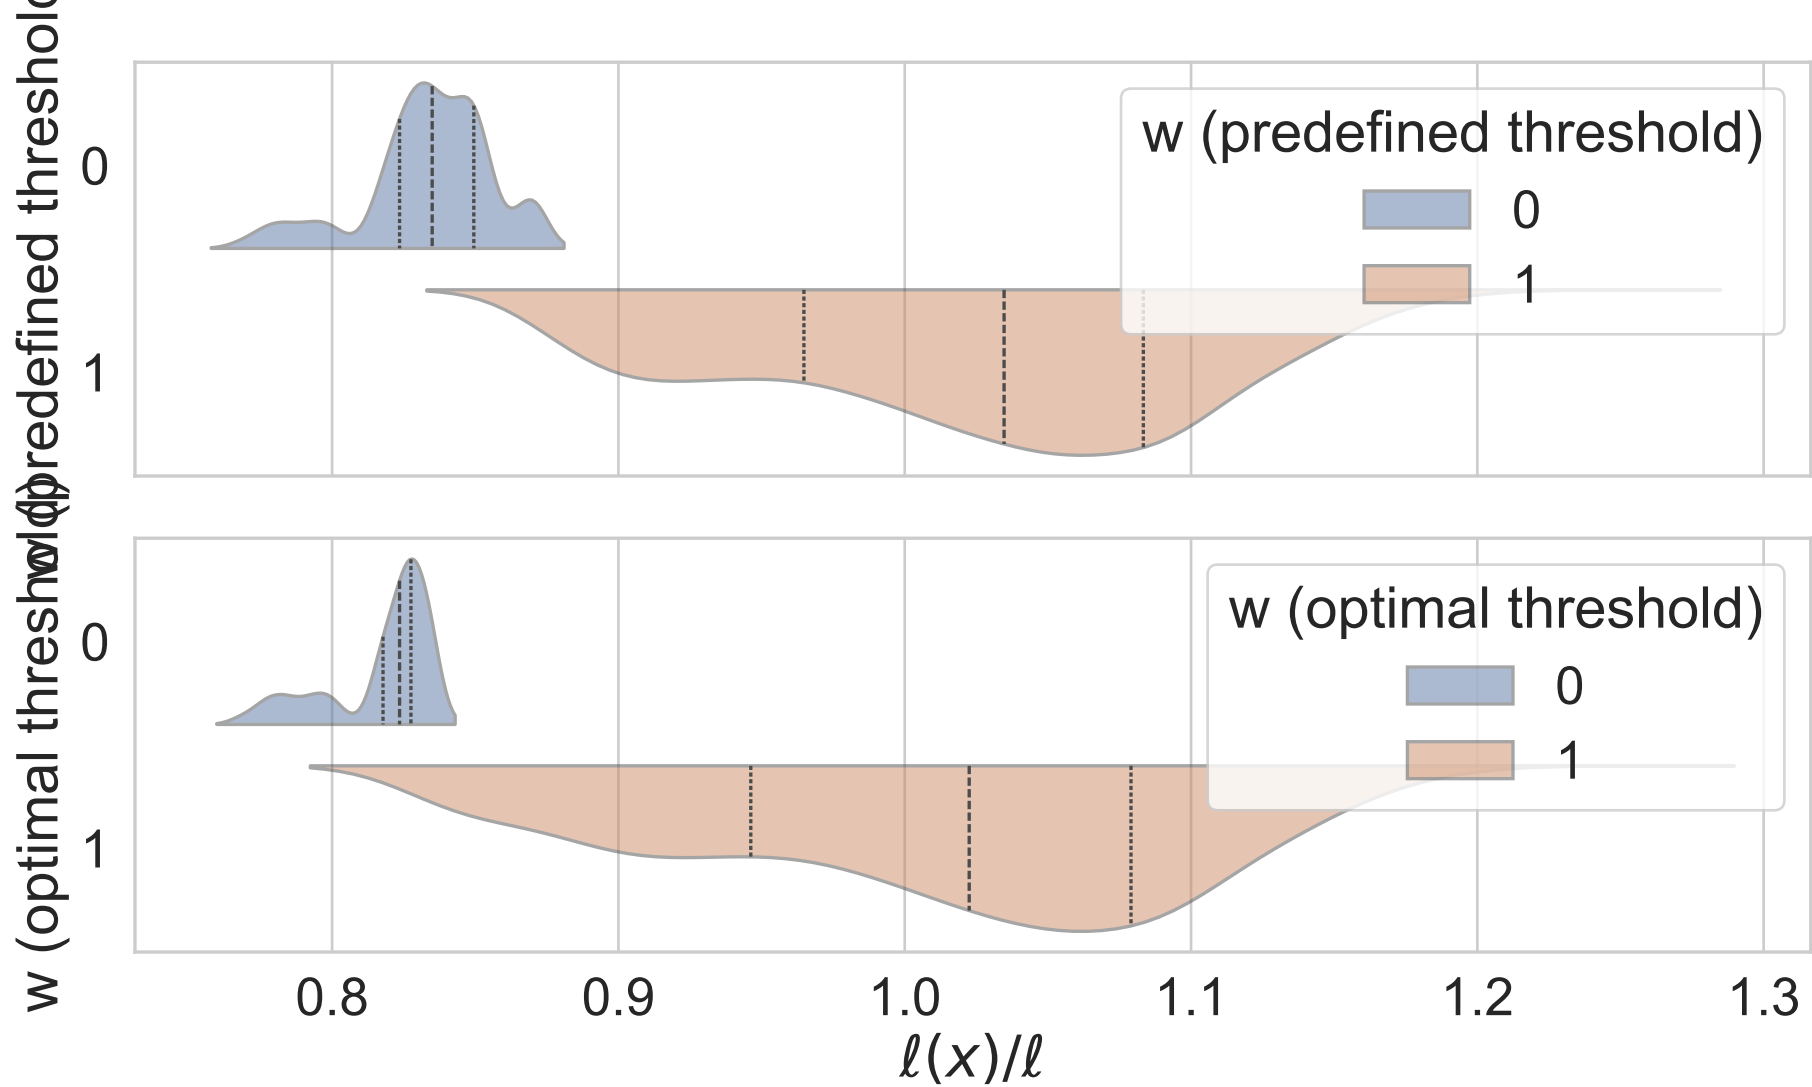 w (predefined threshol
0
1
w (predefined threshold)
0
1
w (optimal threshold)
0
1
w (optimal threshold)
0
1
0.8 0.9 1.0 1.1 1.2 1.3
ℓ(x)/ℓ